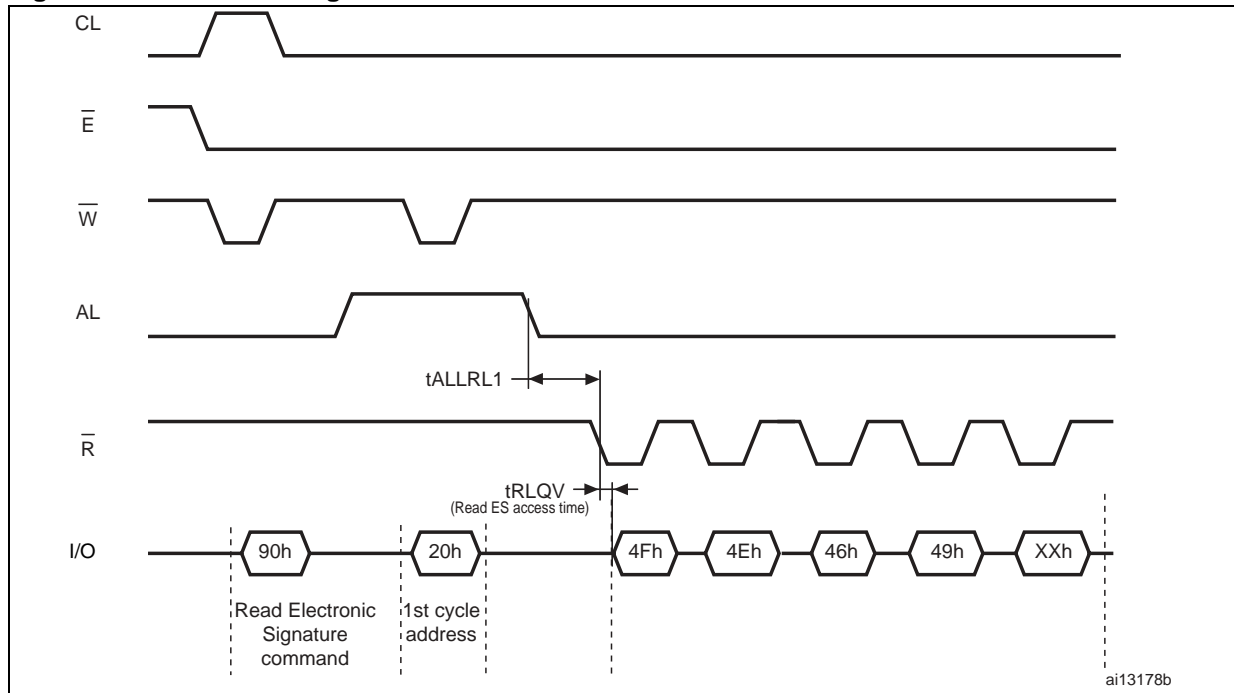 CL
E
W
AL
tALLRL1
R
tRLQV
(Read ES access time)
I/O
90h
20h
4Fh
4Eh
46h
49h
XXh
Read Electronic
Signature
command
1st cycle
address
ai13178b